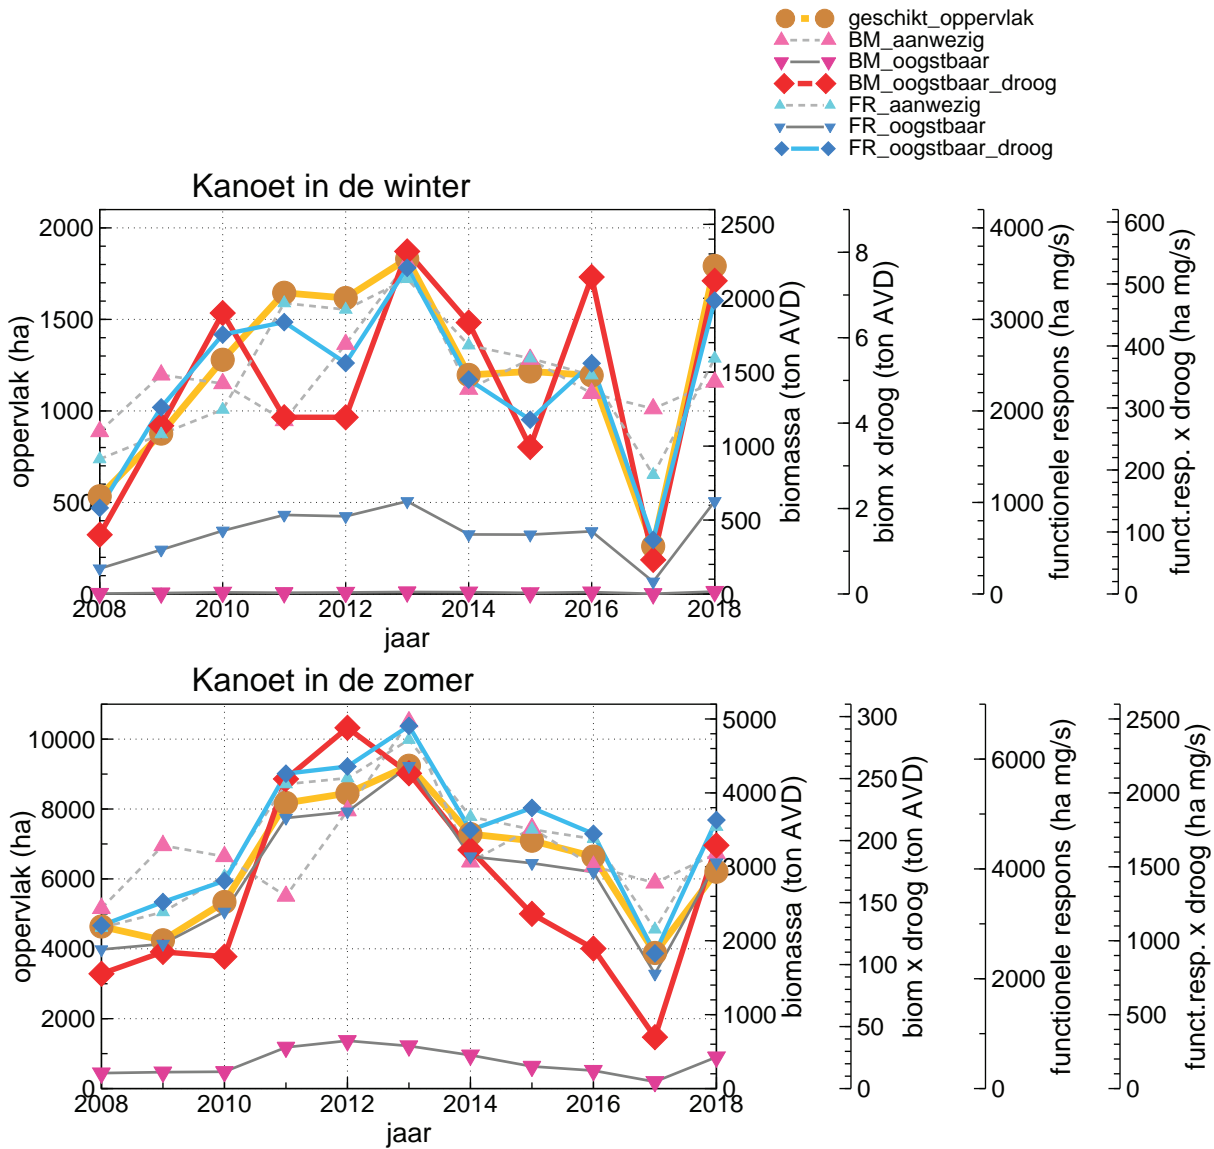 geschikt_oppervlak
BM_aanwezig
BM_oogstbaar
BM_oogstbaar_droog
FR_aanwezig
FR_oogstbaar
FR_oogstbaar_droog
Kanoet in de winter
oppervlak (ha)
0
500
1000
1500
2000
2008 2010 2012 2014 2016 2018
jaar
biomassa (ton AVD)
0
500
1000
1500
2000
2500
biom x droog (ton AVD)
0
2
4
6
8
functionele respons (ha mg/s)
0
1000
2000
3000
4000
funct.resp. x droog (ha mg/s)
0
100
200
300
400
500
600
Kanoet in de zomer
oppervlak (ha)
0
2000
4000
6000
8000
10000
2008 2010 2012 2014 2016 2018
jaar
biomassa (ton AVD)
0
1000
2000
3000
4000
5000
biom x droog (ton AVD)
0
50
100
150
200
250
300
functionele respons (ha mg/s)
0
2000
4000
6000
funct.resp. x droog (ha mg/s)
0
500
1000
1500
2000
2500